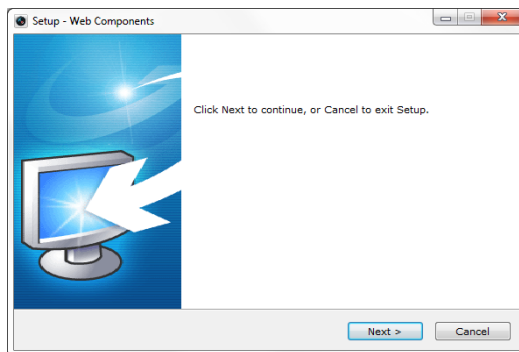 Setup - Web Components
Click Next to continue, or Cancel to exit Setup.
Next >
Cancel